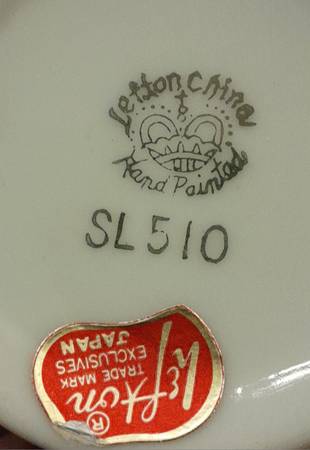 Lefton China
Hand Painted
SL510
Lefton
®
TRADE MARK
EXCLUSIVES
JAPAN